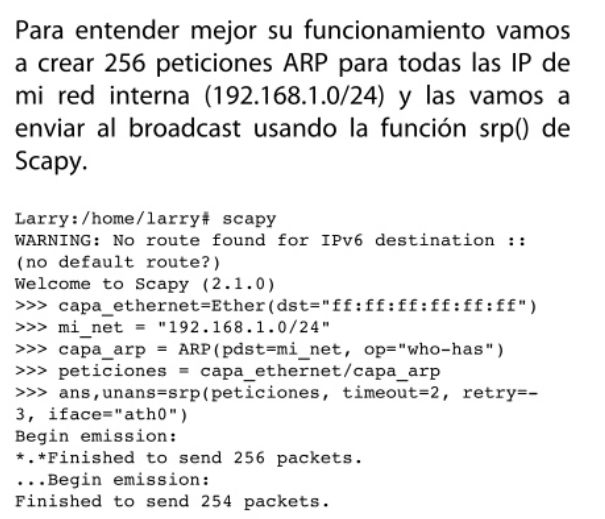 Para entender mejor su funcionamiento vamos
a crear 256 peticiones ARP para todas las IP de
mi red interna (192.168.1.0/24) y las vamos a
enviar al broadcast usando la función srp() de
Scapy.
Larry:/home/larry# scapy
WARNING: No route found for IPv6 destination ::
(no default route?)
Welcome to Scapy (2.1.0)
>>> capa_ethernet=Ether(dst="ff:ff:ff:ff:ff:ff")
>>> mi_net = "192.168.1.0/24"
>>> capa_arp = ARP(pdst=mi_net, op="who-has")
>>> peticiones = capa_ethernet/capa_arp
>>> ans,unans=srp(peticiones, timeout=2, retry=-
3, iface="ath0")
Begin emission:
*.*Finished to send 256 packets.
...Begin emission:
Finished to send 254 packets.